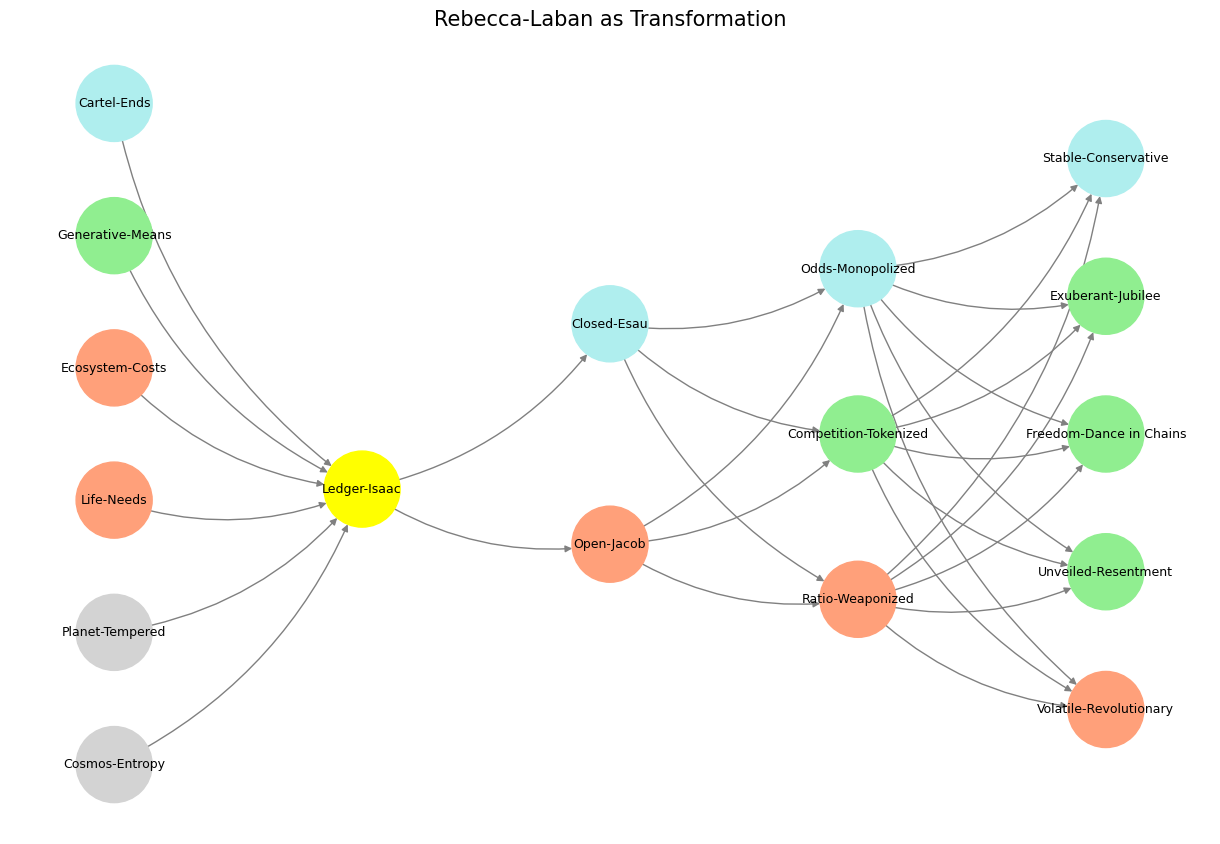 Rebecca-Laban as Transformation
Cartel-Ends
Generative-Means
Ecosystem-Costs
Life-Needs
Planet-Tempered
Cosmos-Entropy
Ledger-Isaac
Closed-Esau
Open-Jacob
Odds-Monopolized
Competition-Tokenized
Ratio-Weaponized
Stable-Conservative
Exuberant-Jubilee
Freedom-Dance in Chains
Unveiled-Resentment
Volatile-Revolutionary